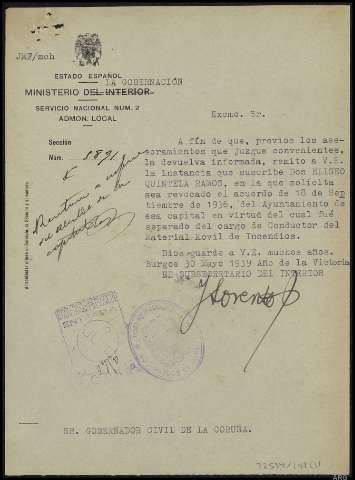 JMF/mch
ESTADO ESPAÑOL
LA GOBERNACIÓN
MINISTERIO DEL INTERIOR
SERVICIO NACIONAL NUM. 2
ADMON. LOCAL
Excmo. Sr.
Sección
Núm. 5891
A fin de que, previos los ase-
soramientos que juzgue convenientes,
la devuelva informada, remito a V.E.
la instancia que suscribe DON ELISEO
QUINTELA RAMOS, en la que solicita
sea revocado el acuerdo de 18 de Sep
tiembre de 1936, del Ayuntamiento de
esa capital en virtud del cual fué
separado del cargo de Conductor del
Material Movil de Incendios.
Dios guarde a V.E. muchos años.
Burgos 30 Mayo 1939 Año de la Victoria
EL SUBSECRETARIO DEL INTERIOR
JLorente
SR. GOBERNADOR CIVIL DE LA CORUÑA.